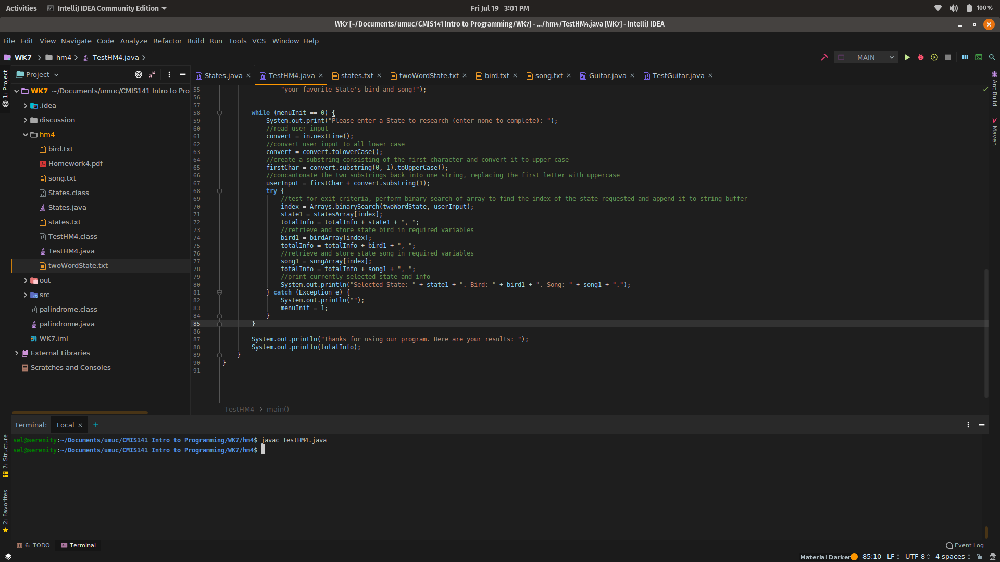 Activities IntelliJ IDEA Community Edition Fri Jul 19 3:01 PM 100 %
WK7 [~/Documents/umuc/CMIS141 Intro to Programming/WK7] - .../hm4/TestHM4.java [WK7] - IntelliJ IDEA
File Edit View Navigate Code Analyze Refactor Build Run Tools VCS Window Help
WK7 hm4 TestHM4.java MAIN
1: Project
Project
WK7 ~/Documents/umuc/CMIS141 Intro to Pro
.idea
discussion
hm4
bird.txt
Homework4.pdf
song.txt
States.class
States.java
states.txt
TestHM4.class
TestHM4.java
twoWordState.txt
out
src
palindrome.class
palindrome.java
WK7.iml
External Libraries
Scratches and Consoles
States.java TestHM4.java states.txt twoWordState.txt bird.txt song.txt Guitar.java TestGuitar.java
55 "your favorite State's bird and song!");
56
57
58 while (menuInit == 0) {
59 System.out.print("Please enter a State to research (enter none to complete): ");
60 //read user input
61 convert = in.nextLine();
62 //convert user input to all lower case
63 convert = convert.toLowerCase();
64 //create a substring consisting of the first character and convert it to upper case
65 firstChar = convert.substring(0, 1).toUpperCase();
66 //concantonate the two substrings back into one string, replacing the first letter with uppercase
67 userInput = firstChar + convert.substring(1);
68 try {
69 //test for exit criteria, perform binary search of array to find the index of the state requested and append it to string buffer
70 index = Arrays.binarySearch(twoWordState, userInput);
71 state1 = statesArray[index];
72 totalInfo = totalInfo + state1 + ", ";
73 //retrieve and store state bird in required variables
74 bird1 = birdArray[index];
75 totalInfo = totalInfo + bird1 + ", ";
76 //retrieve and store state song in required variables
77 song1 = songArray[index];
78 totalInfo = totalInfo + song1 + ", ";
79 //print currently selected state and info
80 System.out.println("Selected State: " + state1 + ". Bird: " + bird1 + ". Song: " + song1 + ".");
81 } catch (Exception e) {
82 System.out.println("");
83 menuInit = 1;
84 }
85 }
86
87 System.out.println("Thanks for using our program. Here are your results: ");
88 System.out.println(totalInfo);
89 }
90 }
91
TestHM4 main()
Ant Build
Maven
Terminal: Local
sel@serenity:~/Documents/umuc/CMIS141 Intro to Programming/WK7/hm4$ javac TestHM4.java
sel@serenity:~/Documents/umuc/CMIS141 Intro to Programming/WK7/hm4$
7: Structure
2: Favorites
6: TODO Terminal Event Log
Material Darker 85:10 LF UTF-8 4 spaces